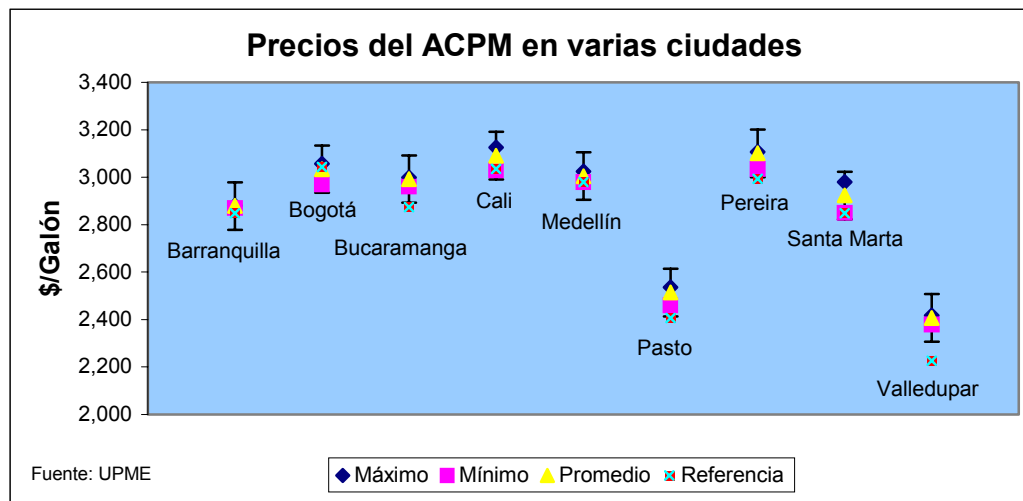 Precios del ACPM en varias ciudades
$/Galón
3,400
3,200
3,000
2,800
2,600
2,400
2,200
2,000
Barranquilla
Bogotá
Bucaramanga
Cali
Medellín
Pasto
Pereira
Santa Marta
Valledupar
Fuente: UPME
Máximo Mínimo Promedio Referencia